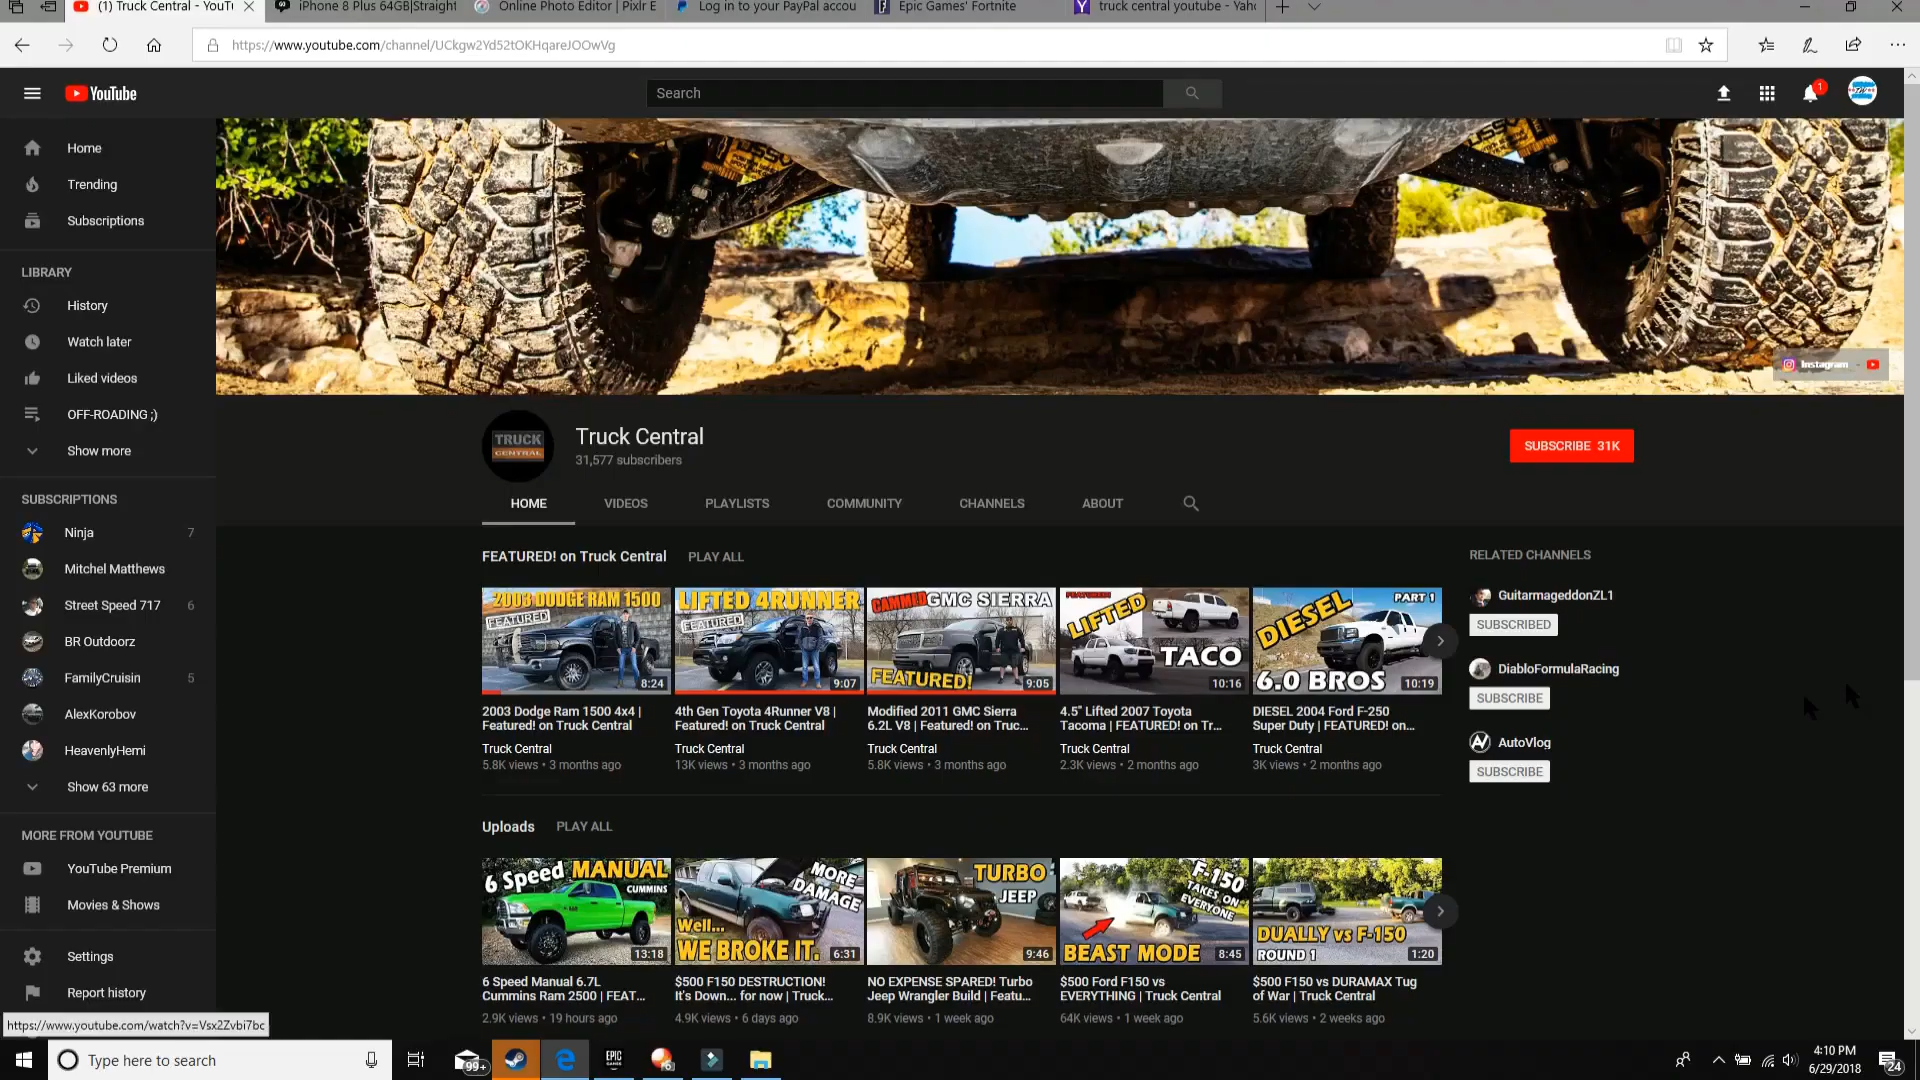 (1) Truck Central - YouTu
iPhone 8 Plus 64GB|Straight
Online Photo Editor | Pixlr E
Log in to your PayPal accou
Epic Games' Fortnite
truck central youtube - Yaho
https://www.youtube.com/channel/UCkgw2Yd52tOKHqareJOOwVg
YouTube
Search
1
Home
Trending
Subscriptions
LIBRARY
History
Watch later
Liked videos
OFF-ROADING ;)
Show more
SUBSCRIPTIONS
Ninja 7
Mitchel Matthews
Street Speed 717 6
BR Outdoorz
FamilyCruisin 5
AlexKorobov
HeavenlyHemi
Show 63 more
MORE FROM YOUTUBE
YouTube Premium
Movies & Shows
Settings
Report history
https://www.youtube.com/watch?v=Vsx2Zvbi7bc
Instagram
TRUCK
CENTRAL
Truck Central
31,577 subscribers
SUBSCRIBE 31K
HOME VIDEOS PLAYLISTS COMMUNITY CHANNELS ABOUT
FEATURED! on Truck Central PLAY ALL
2003 DODGE RAM 1500
FEATURED
8:24
2003 Dodge Ram 1500 4x4 |
Featured! on Truck Central
Truck Central
5.8K views • 3 months ago
LIFTED 4RUNNER
FEATURED
9:07
4th Gen Toyota 4Runner V8 |
Featured! on Truck Central
Truck Central
13K views • 3 months ago
CAMMED GMC SIERRA
FEATURED!
9:05
Modified 2011 GMC Sierra
6.2L V8 | Featured! on Truc...
Truck Central
5.8K views • 3 months ago
FEATURED!
LIFTED
TACO
10:16
4.5" Lifted 2007 Toyota
Tacoma | FEATURED! on Tr...
Truck Central
2.3K views • 2 months ago
DIESEL
PART 1
6.0 BROS
10:19
DIESEL 2004 Ford F-250
Super Duty | FEATURED! on...
Truck Central
3K views • 2 months ago
RELATED CHANNELS
GuitarmageddonZL1
SUBSCRIBED
DiabloFormulaRacing
SUBSCRIBE
AutoVlog
SUBSCRIBE
Uploads PLAY ALL
6 Speed MANUAL
CUMMINS
13:18
6 Speed Manual 6.7L
Cummins Ram 2500 | FEAT...
2.9K views • 19 hours ago
MORE
DAMAGE
Well...
WE BROKE IT.
6:31
$500 F150 DESTRUCTION!
It's Down... for now | Truck...
4.9K views • 6 days ago
TURBO
JEEP
9:46
NO EXPENSE SPARED! Turbo
Jeep Wrangler Build | Featu...
8.9K views • 1 week ago
F-150
TAKES ON
EVERYONE
BEAST MODE
8:45
$500 Ford F150 vs
EVERYTHING | Truck Central
64K views • 1 week ago
DUALLY vs F-150
ROUND 1
1:20
$500 F150 vs DURAMAX Tug
of War | Truck Central
5.6K views • 2 weeks ago
Type here to search
99+
EPIC
GAMES
6
4:10 PM
6/29/2018
24